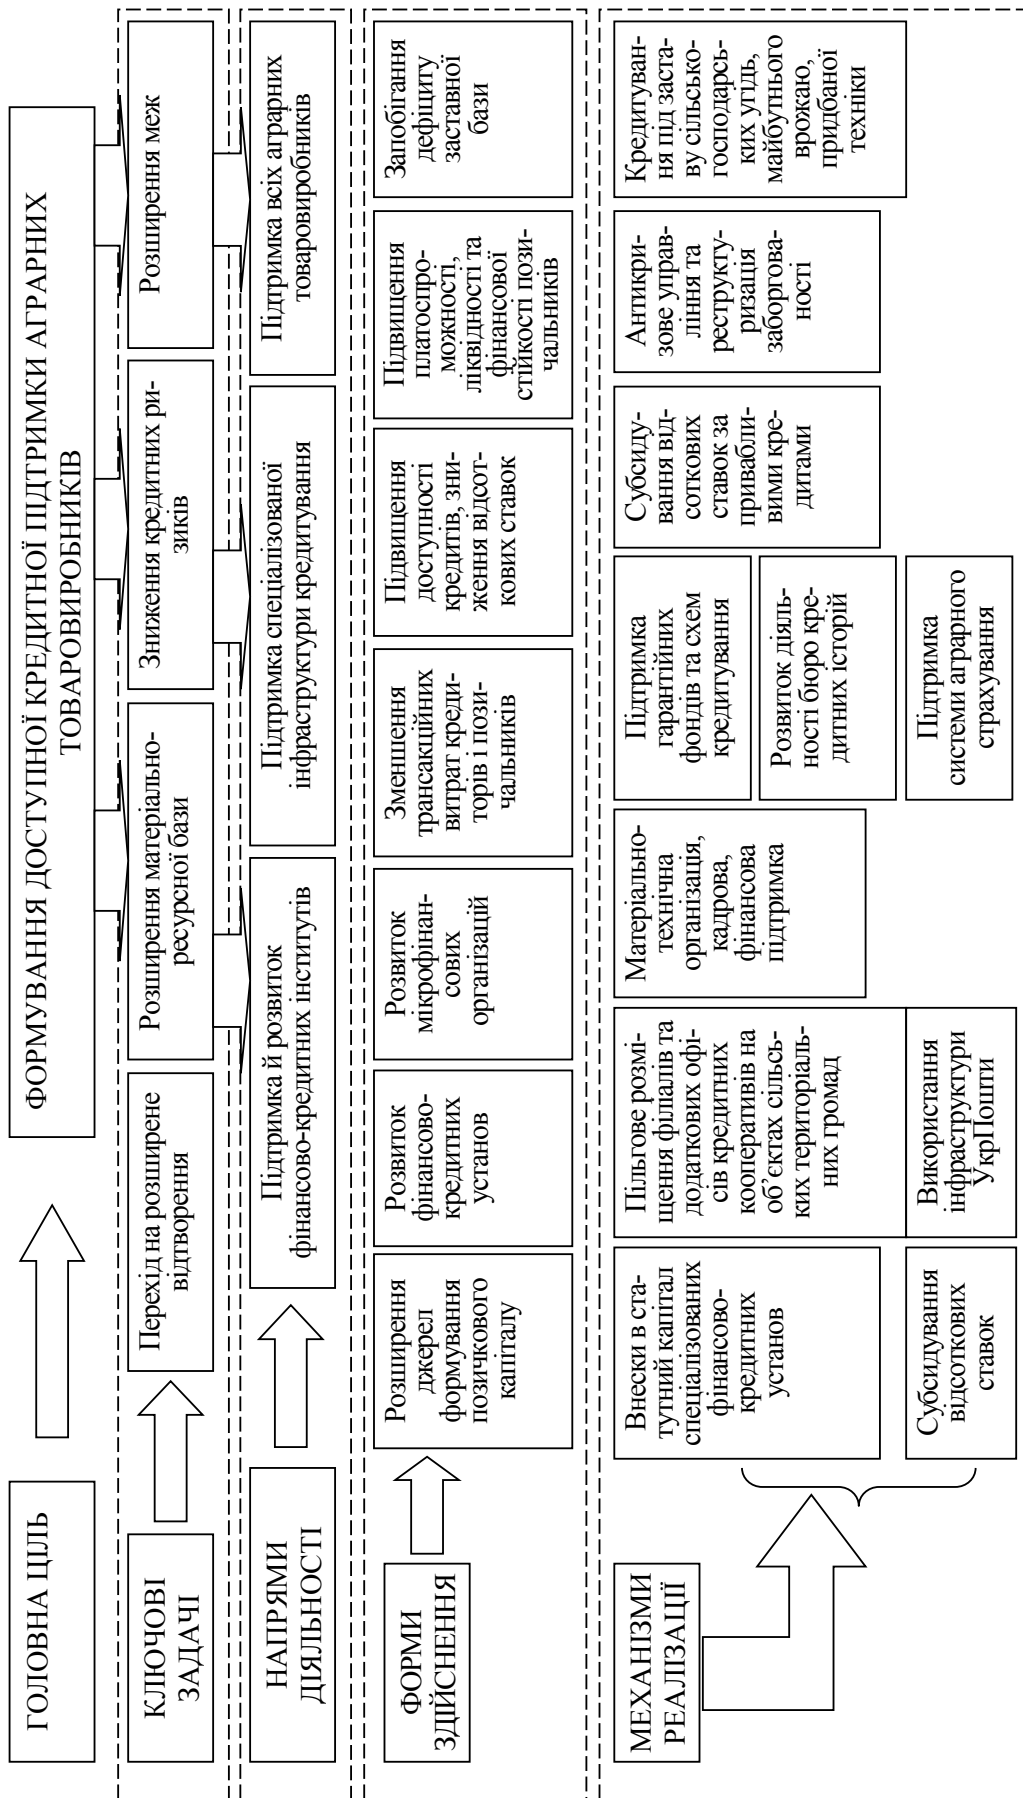 ГОЛОВНА ЦІЛЬ
ФОРМУВАННЯ ДОСТУПНОЇ КРЕДИТНОЇ ПІДТРИМКИ АГРАРНИХ
ТОВАРОВИРОБНИКІВ
КЛЮЧОВІ
ЗАДАЧІ
Перехід на розширене
відтворення
Розширення матеріально-
ресурсної бази
Зниження кредитних ри-
зиків
Розширення меж
НАПРЯМИ
ДІЯЛЬНОСТІ
Підтримка й розвиток
фінансово-кредитних інститутів
Підтримка спеціалізованої
інфраструктури кредитування
Підтримка всіх аграрних
товаровиробників
ФОРМИ
ЗДІЙСНЕННЯ
Розширення
джерел
формування
позичкового
капіталу
Розвиток
фінансово-
кредитних
установ
Розвиток
мікрофінан-
сових
організацій
Зменшення
трансакційних
витрат креди-
торів і пози-
чальників
Підвищення
доступності
кредитів, зни-
ження відсот-
кових ставок
Підвищення
платоспро-
можності,
ліквідності та
фінансової
стійкості пози-
чальників
Запобігання
дефіциту
заставної
бази
МЕХАНІЗМИ
РЕАЛІЗАЦІЇ
Внески в ста-
тутний капітал
спеціалізованих
фінансово-
кредитних
установ
Субсидування
відсоткових
ставок
Пільгове розмі-
щення філіалів та
додаткових офі-
сів кредитних
кооперативів на
об’єктах сільсь-
ких територіаль-
них громад
Використання
інфраструктури
УкрПошти
Матеріально-
технічна
організація,
кадрова,
фінансова
підтримка
Підтримка
гарантійних
фондів та схем
кредитування
Розвиток діяль-
ності бюро кре-
дитних історій
Підтримка
системи аграрного
страхування
Субсиду-
вання від-
соткових
ставок за
привабли-
вими кре-
дитами
Антикри-
зове управ-
ління та
реструкту-
ризація
заборгова-
ності
Кредитуван-
ня під заста-
ву сільсько-
господарсь-
ких угідь,
майбутнього
врожаю,
придбаної
техніки